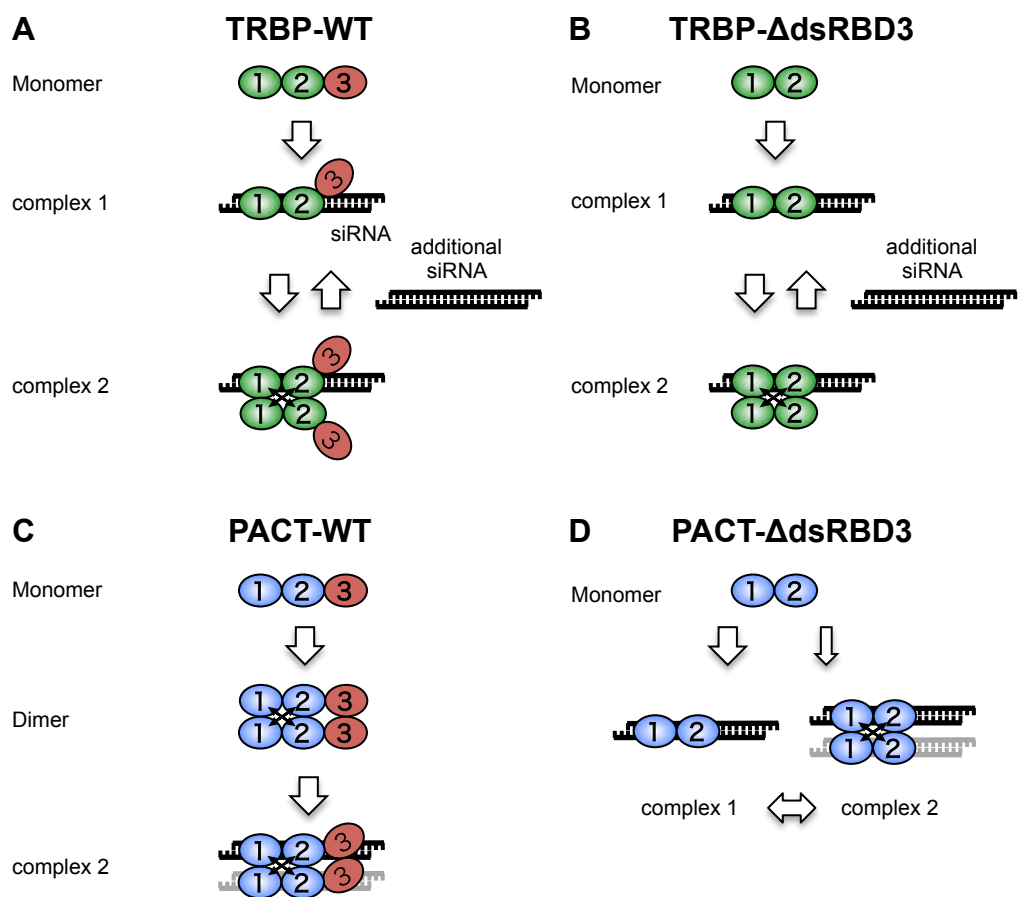 A TRBP-WT
Monomer
1 2 3
complex 1
1 2 3
siRNA
additional
siRNA
complex 2
1 2 3
1 2 3
B TRBP-ΔdsRBD3
Monomer
1 2
complex 1
1 2
additional
siRNA
complex 2
1 2
1 2
C PACT-WT
Monomer
1 2 3
Dimer
1 2 3
1 2 3
complex 2
1 2 3
1 2 3
D PACT-ΔdsRBD3
Monomer
1 2
1 2
1 2
1 2
complex 1
complex 2